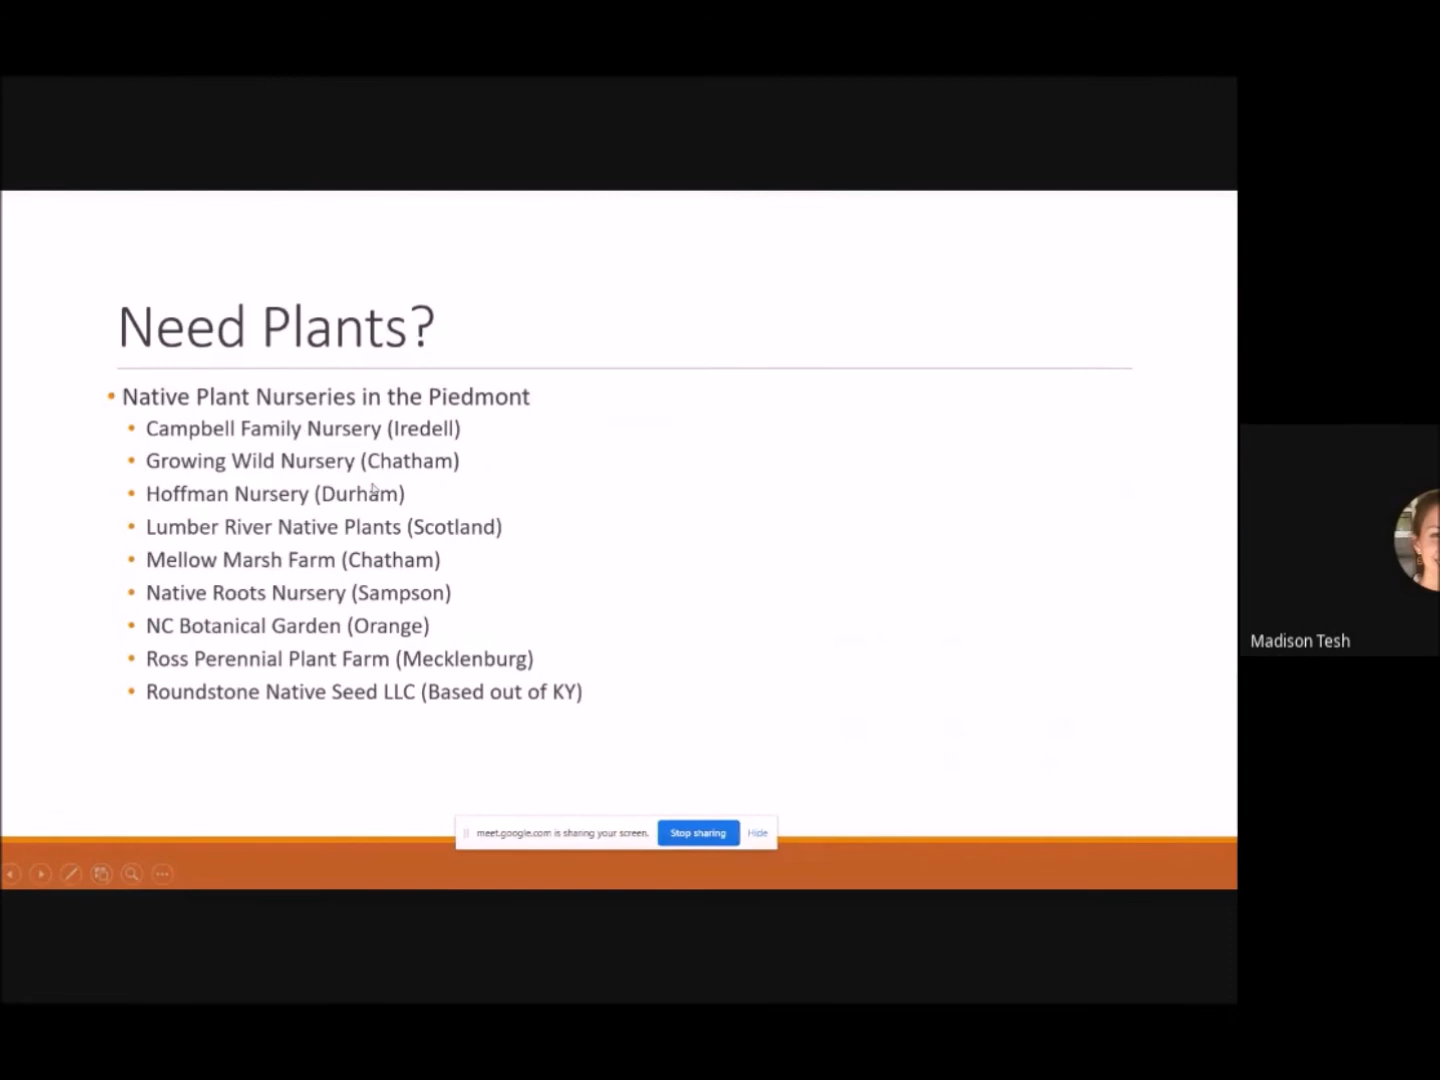 Need Plants?
• Native Plant Nurseries in the Piedmont
• Campbell Family Nursery (Iredell)
• Growing Wild Nursery (Chatham)
• Hoffman Nursery (Durham)
• Lumber River Native Plants (Scotland)
• Mellow Marsh Farm (Chatham)
• Native Roots Nursery (Sampson)
• NC Botanical Garden (Orange)
• Ross Perennial Plant Farm (Mecklenburg)
• Roundstone Native Seed LLC (Based out of KY)
meet.google.com is sharing your screen. Stop sharing Hide
Madison Tesh